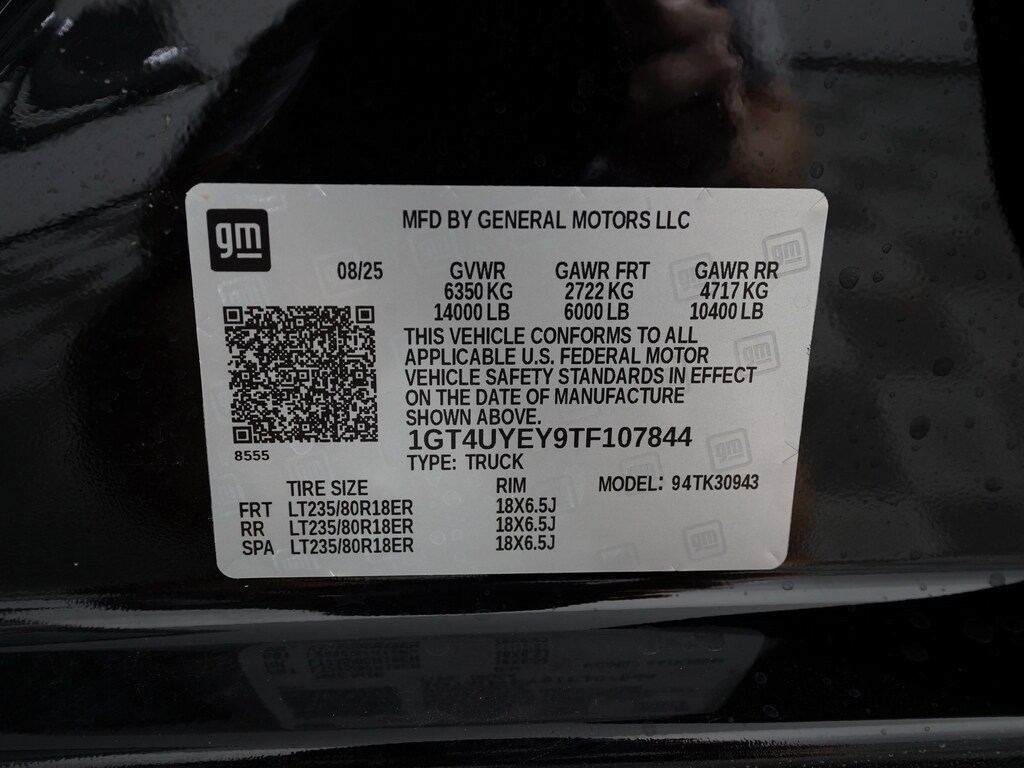 gm
MFD BY GENERAL MOTORS LLC
08/25 GVWR GAWR FRT GAWR RR
6350 KG 2722 KG 4717 KG
14000 LB 6000 LB 10400 LB
THIS VEHICLE CONFORMS TO ALL
APPLICABLE U.S. FEDERAL MOTOR
VEHICLE SAFETY STANDARDS IN EFFECT
ON THE DATE OF MANUFACTURE
SHOWN ABOVE.
1GT4UYEY9TF107844
8555
TYPE: TRUCK
TIRE SIZE RIM MODEL: 94TK30943
FRT LT235/80R18ER 18X6.5J
RR LT235/80R18ER 18X6.5J
SPA LT235/80R18ER 18X6.5J